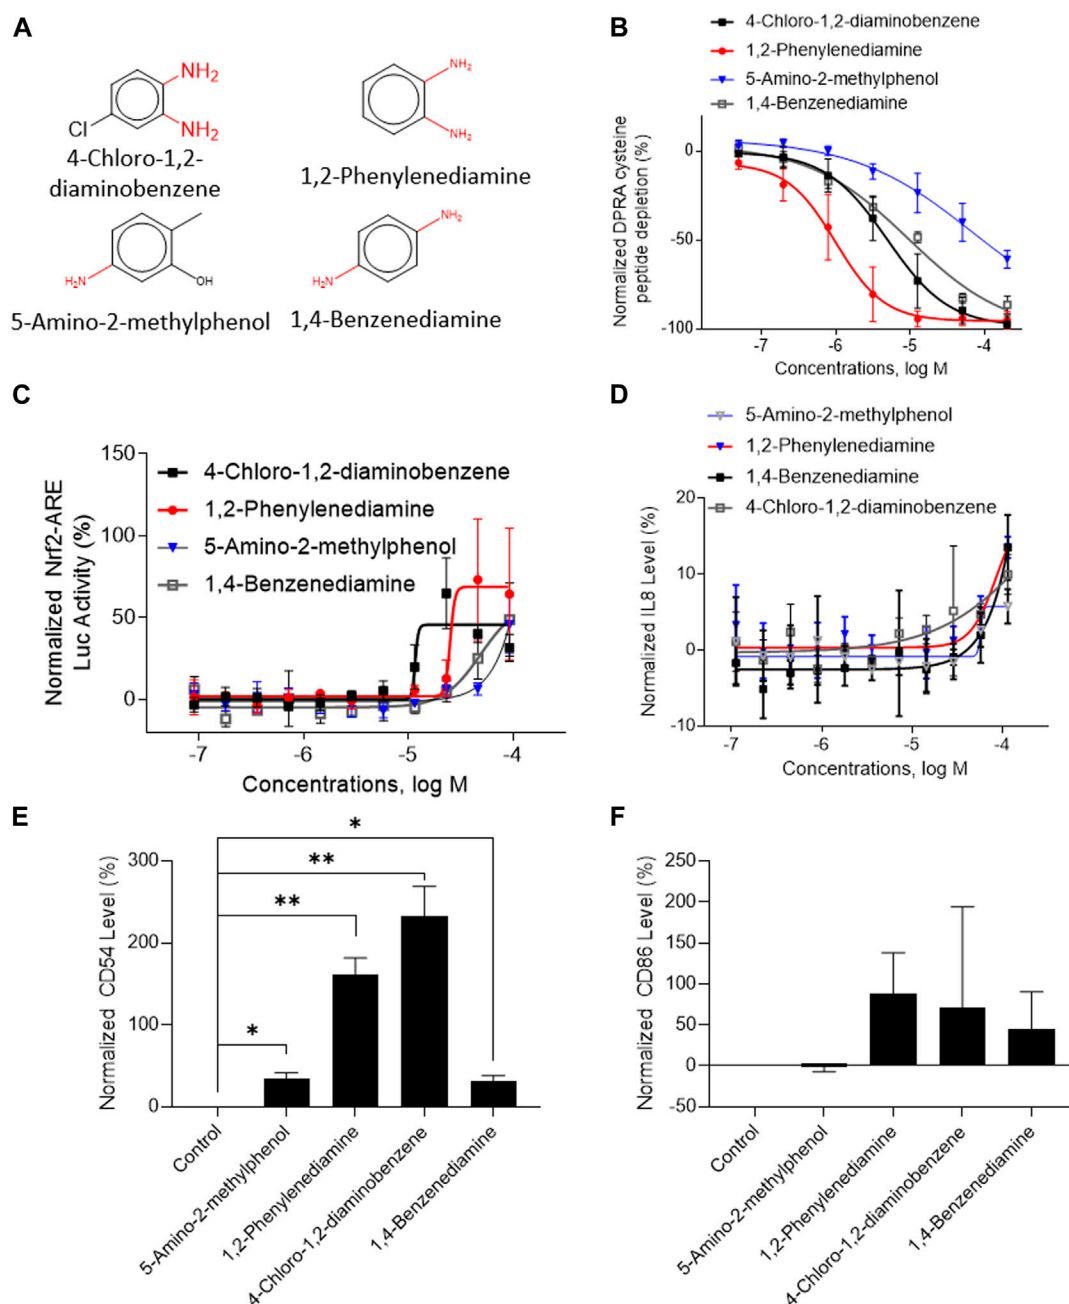 A
NH₂
NH₂
Cl
4-Chloro-1,2-
diaminobenzene
NH₂
NH₂
1,2-Phenylenediamine
H₂N
OH
5-Amino-2-methylphenol
NH₂
H₂N
1,4-Benzenediamine
B
4-Chloro-1,2-diaminobenzene
1,2-Phenylenediamine
5-Amino-2-methylphenol
1,4-Benzenediamine
Normalized DPRA cysteine
peptide depletion (%)
0
-50
-100
-7 -6 -5 -4
Concentrations, log M
C
4-Chloro-1,2-diaminobenzene
1,2-Phenylenediamine
5-Amino-2-methylphenol
1,4-Benzenediamine
Normalized Nrf2-ARE
Luc Activity (%)
150
100
50
0
-7 -6 -5 -4
Concentrations, log M
D
5-Amino-2-methylphenol
1,2-Phenylenediamine
1,4-Benzenediamine
4-Chloro-1,2-diaminobenzene
Normalized IL8 Level (%)
20
10
0
-10
-7 -6 -5 -4
Concentrations, log M
E
Normalized CD54 Level (%)
300
200
100
0
*
**
**
*
Control
5-Amino-2-methylphenol
1,2-Phenylenediamine
4-Chloro-1,2-diaminobenzene
1,4-Benzenediamine
F
Normalized CD86 Level (%)
250
200
150
100
50
0
-50
Control
5-Amino-2-methylphenol
1,2-Phenylenediamine
4-Chloro-1,2-diaminobenzene
1,4-Benzenediamine